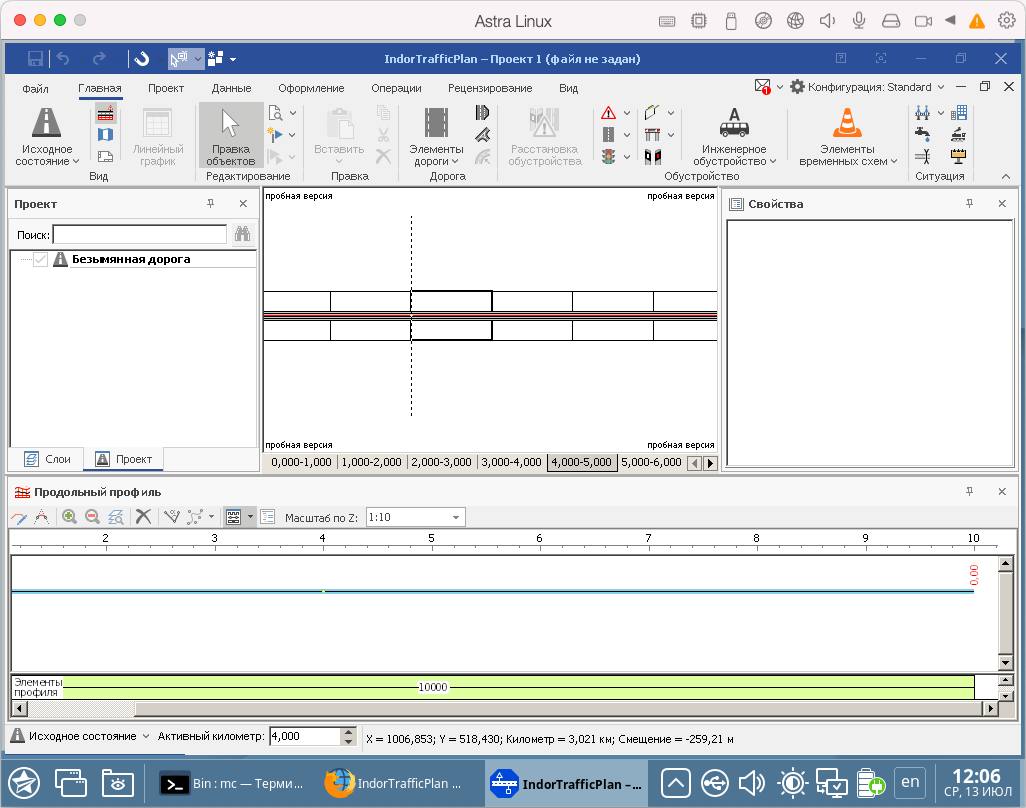 Astra Linux
IndorTrafficPlan – Проект 1 (файл не задан)
Файл Главная Проект Данные Оформление Операции Рецензирование Вид
1 Конфигурация: Standard
Исходное состояние
Линейный график
Правка объектов
Вставить
Элементы дороги
Расстановка обустройства
A
Инженерное обустройство
Элементы временных схем
Вид Редактирование Правка Дорога Обустройство Ситуация
Проект
Поиск:
Безымянная дорога
Слои Проект
пробная версия пробная версия
пробная версия пробная версия
0,000-1,000 1,000-2,000 2,000-3,000 3,000-4,000 4,000-5,000 5,000-6,000
Свойства
Продольный профиль
Масштаб по Z: 1:10
2 3 4 5 6 7 8 9 10
0,00
Элементы профиля
10000
Исходное состояние Активный километр: 4,000 X = 1006,853; Y = 518,430; Километр = 3,021 км; Смещение = -259,21 м
Bin : mc — Терми... IndorTrafficPlan ... IndorTrafficPlan –... en 12:06
СР, 13 ИЮЛ